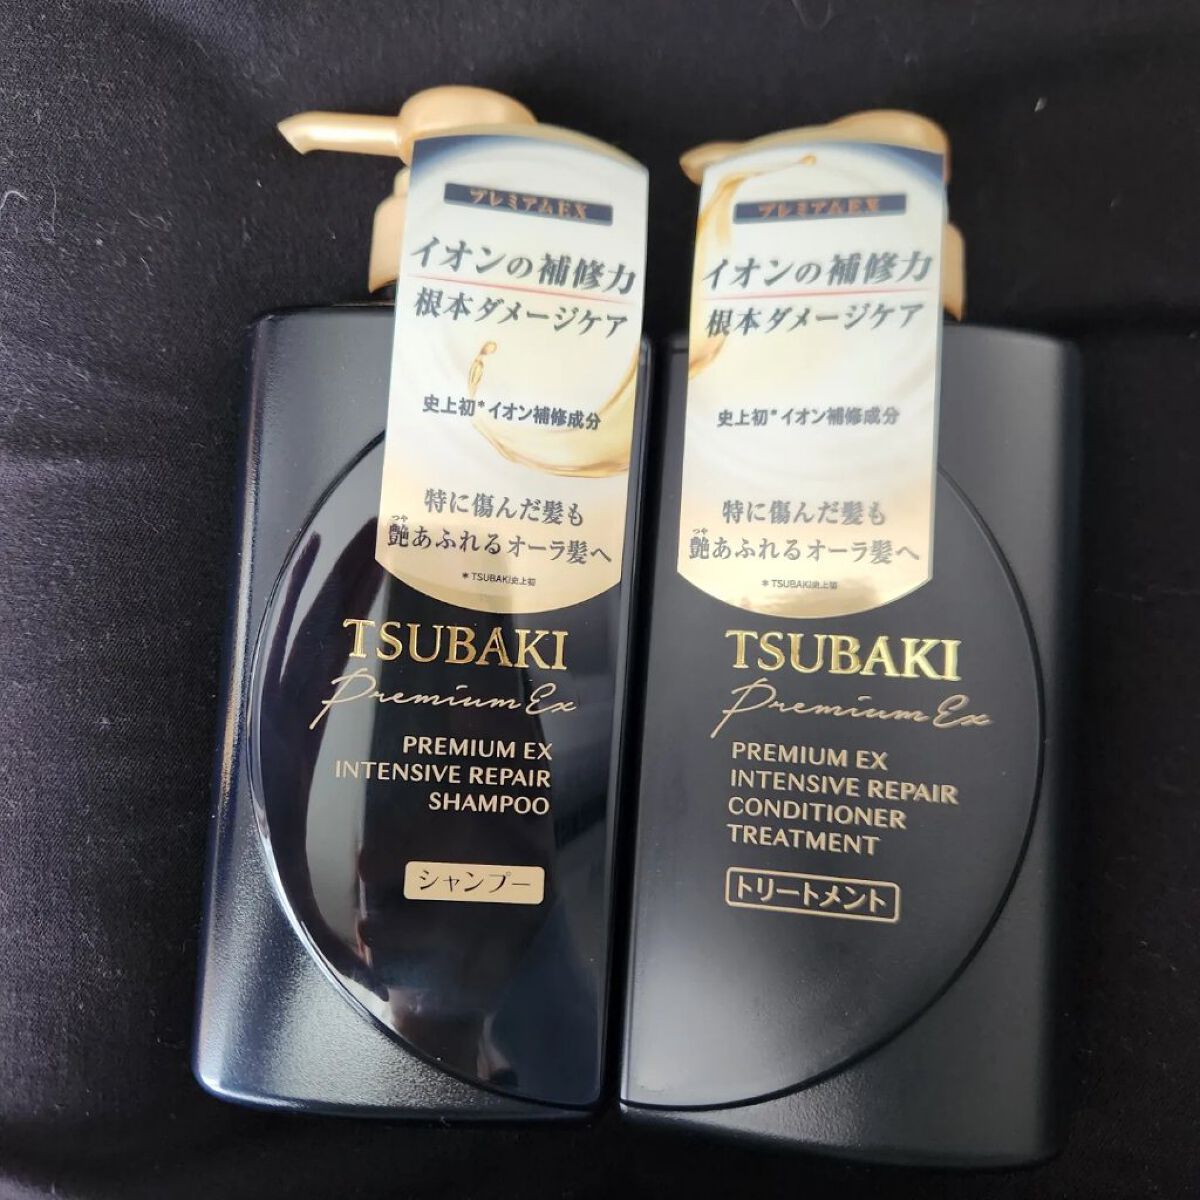 プレミアムEX
イオンの補修力
根本ダメージケア
史上初*イオン補修成分
特に傷んだ髪も
つや
艶あふれるオーラ髪へ
*TSUBAKI史上初
TSUBAKI
Premium Ex
PREMIUM EX
INTENSIVE REPAIR
SHAMPOO
シャンプー
プレミアムEX
イオンの補修力
根本ダメージケア
史上初*イオン補修成分
特に傷んだ髪も
つや
艶あふれるオーラ髪へ
*TSUBAKI史上初
TSUBAKI
Premium Ex
PREMIUM EX
INTENSIVE REPAIR
CONDITIONER
TREATMENT
トリートメント